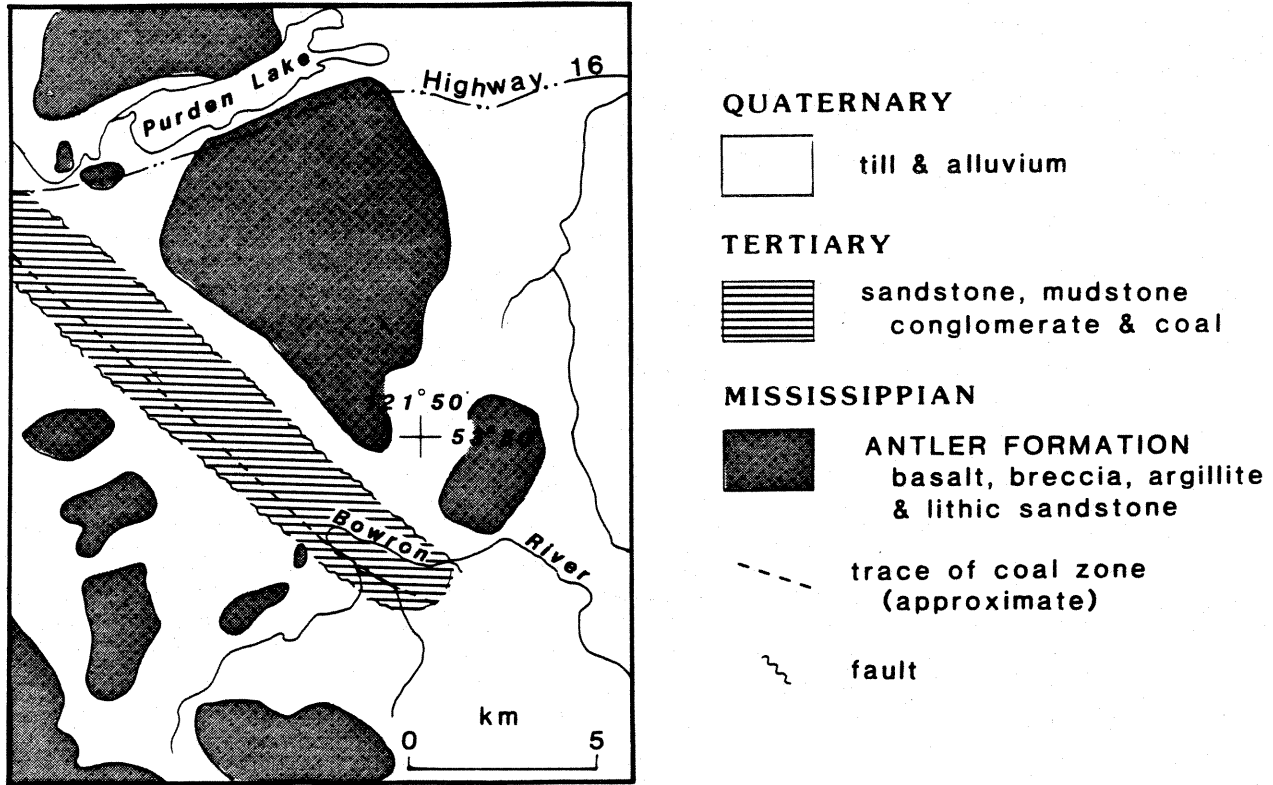 Purden Lake
Highway 16
21°50'
Bowron River
km
0 5
QUATERNARY
till & alluvium
TERTIARY
sandstone, mudstone
conglomerate & coal
MISSISSIPPIAN
ANTLER FORMATION
basalt, breccia, argillite
& lithic sandstone
trace of coal zone
(approximate)
fault